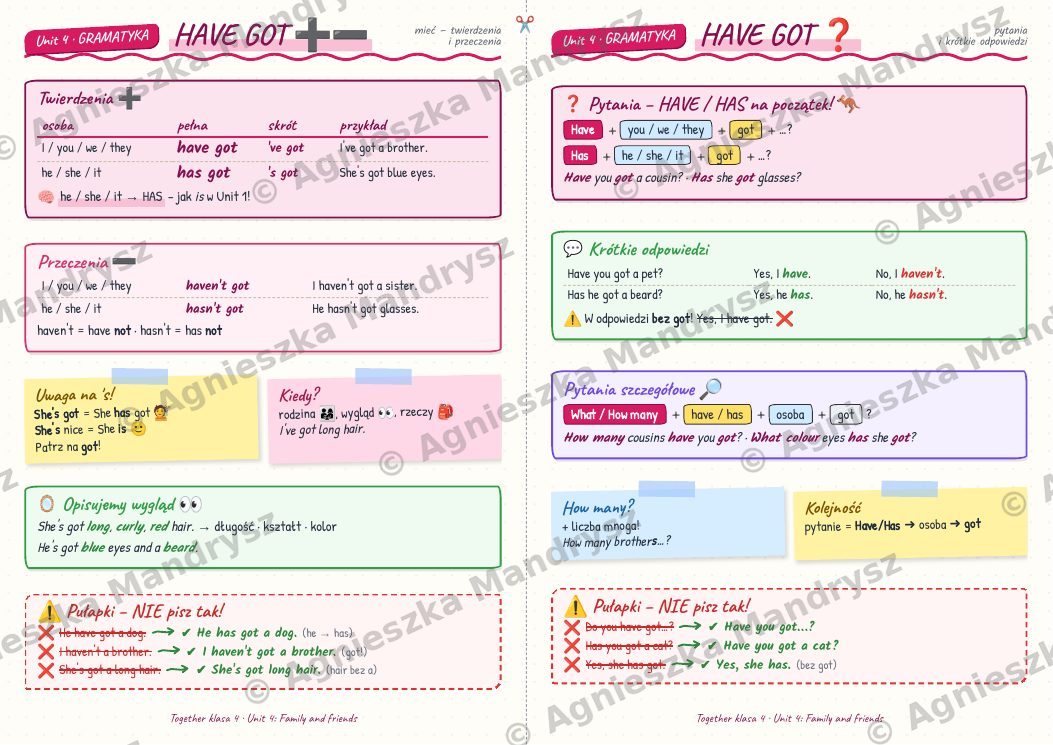 Unit 4 · GRAMATYKA
HAVE GOT ➕➖
mieć – twierdzenia
i przeczenia
Twierdzenia ➕
osoba pełna skrót przykład
I / you / we / they have got 've got I've got a brother.
he / she / it has got 's got She's got blue eyes.
🧠 he / she / it → HAS – jak is w Unit 1!
Przeczenia ➖
I / you / we / they haven't got I haven't got a sister.
he / she / it hasn't got He hasn't got glasses.
haven't = have not · hasn't = has not
Uwaga na 's!
She's got = She has got
She's nice = She is
Patrz na got!
Kiedy?
rodzina, wygląd 👀, rzeczy 🎒
I've got long hair.
Opisujemy wygląd 👀
She's got long, curly, red hair. → długość · kształt · kolor
He's got blue eyes and a beard.
⚠️ Pułapki – NIE pisz tak!
❌ He have got a dog. → ✔ He has got a dog. (he → has)
❌ I haven't a brother. → ✔ I haven't got a brother. (got!)
❌ She's got a long hair. → ✔ She's got long hair. (hair bez a)
Together klasa 4 · Unit 4: Family and friends
Unit 4 · GRAMATYKA
HAVE GOT ❓
pytania
i krótkie odpowiedzi
❓ Pytania – HAVE / HAS na początek! 🦘
Have + you / we / they + got + ...?
Has + he / she / it + got + ...?
Have you got a cousin? · Has she got glasses?
💬 Krótkie odpowiedzi
Have you got a pet? Yes, I have. No, I haven't.
Has he got a beard? Yes, he has. No, he hasn't.
⚠️ W odpowiedzi bez got! Yes, I have got. ❌
Pytania szczegółowe 🔎
What / How many + have / has + osoba + got ?
How many cousins have you got? · What colour eyes has she got?
How many?
+ liczba mnoga!
How many brothers...?
Kolejność
pytanie = Have/Has → osoba → got
⚠️ Pułapki – NIE pisz tak!
❌ Do you have got...? → ✔ Have you got...?
❌ Has you got a cat? → ✔ Have you got a cat?
❌ Yes, she has got. → ✔ Yes, she has. (bez got)
Together klasa 4 · Unit 4: Family and friends
© Agnieszka Mandrysz